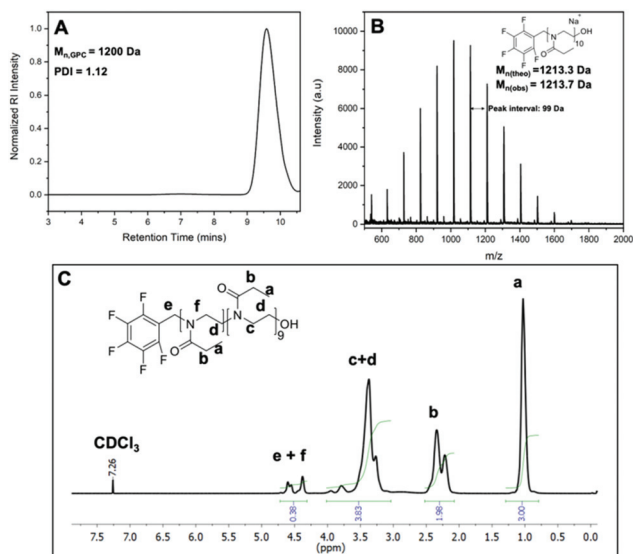 A
M_n,GPC = 1200 Da
PDI = 1.12
Normalized RI Intensity
1.0
0.8
0.6
0.4
0.2
0.0
3 4 5 6 7 8 9 10
Retention Time (mins)
B
Na+
F F F F F
N
O
OH
10
M_n(theo) =1213.3 Da
M_n(obs) =1213.7 Da
Peak interval: 99 Da
Intensity (a.u)
10000
8000
6000
4000
2000
0
600 800 1000 1200 1400 1600 1800 2000
m/z
C
b
a
O
d
F F F F F
e
f
N
N
OH
9
d
c
O
b
a
a
c+d
b
e + f
CDCl3
7.26
0.38
3.83
1.98
3.00
7.5 7.0 6.5 6.0 5.5 5.0 4.5 4.0 3.5 3.0 2.5 2.0 1.5 1.0 0.5 0.0
(ppm)